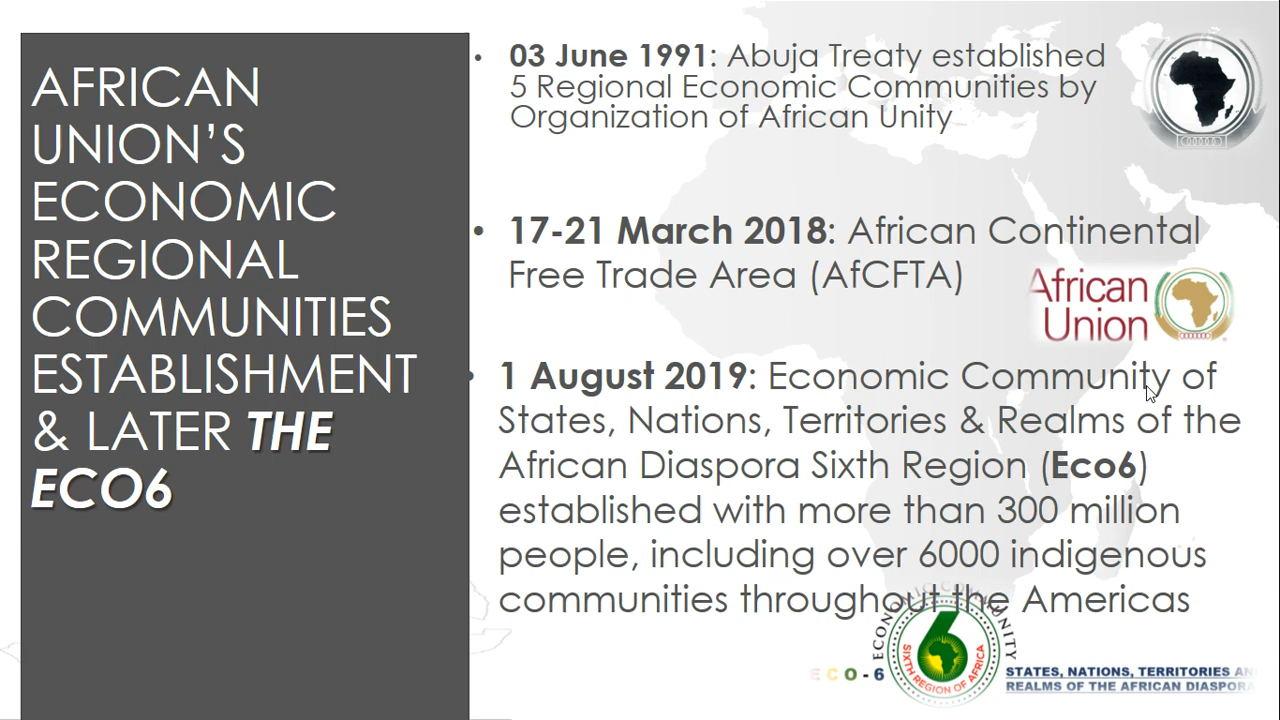 AFRICAN
UNION’S
ECONOMIC
REGIONAL
COMMUNITIES
ESTABLISHMENT
& LATER THE
ECO6
• 03 June 1991: Abuja Treaty established
5 Regional Economic Communities by
Organization of African Unity
• 17-21 March 2018: African Continental
Free Trade Area (AfCFTA)
African
Union
• 1 August 2019: Economic Community of
States, Nations, Territories & Realms of the
African Diaspora Sixth Region (Eco6)
established with more than 300 million
people, including over 6000 indigenous
communities throughout the Americas
ECONOMIC COMMUNITY
6
SIXTH REGION OF AFRICA
ECO-6
STATES, NATIONS, TERRITORIES AND
REALMS OF THE AFRICAN DIASPORA